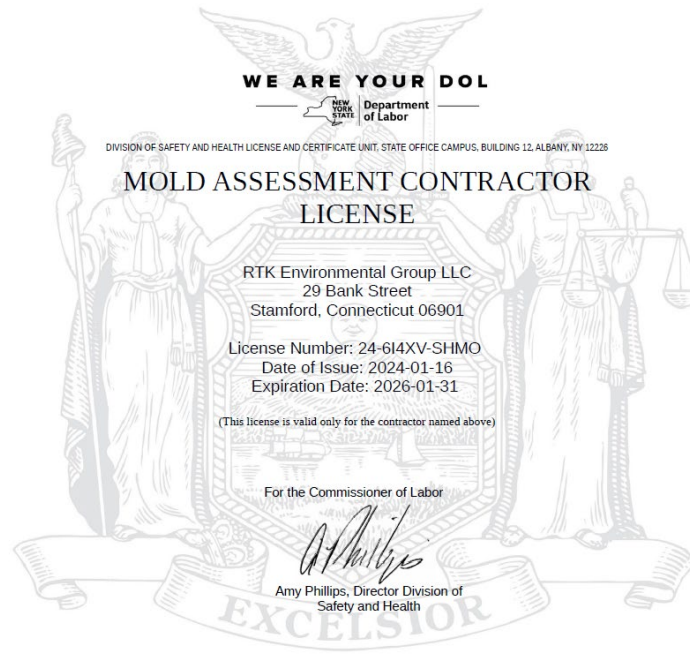 WE ARE YOUR DOL
NEW YORK STATE
Department of Labor
DIVISION OF SAFETY AND HEALTH LICENSE AND CERTIFICATE UNIT, STATE OFFICE CAMPUS, BUILDING 12, ALBANY, NY 12226
MOLD ASSESSMENT CONTRACTOR
LICENSE
RTK Environmental Group LLC
29 Bank Street
Stamford, Connecticut 06901
License Number: 24-6I4XV-SHMO
Date of Issue: 2024-01-16
Expiration Date: 2026-01-31
(This license is valid only for the contractor named above)
For the Commissioner of Labor
Amy Phillips, Director Division of
Safety and Health
EXCELSIOR